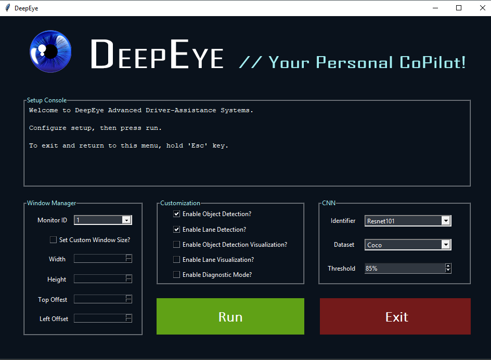 DeepEye
DEEPEYE // Your Personal CoPilot!
Setup Console
Welcome to DeepEye Advanced Driver-Assistance Systems.
Configure setup, then press run.
To exit and return to this menu, hold 'Esc' key.
Window Manager
Monitor ID 1
Set Custom Window Size?
Width
Height
Top Offest
Left Offset
Customization
Enable Object Detection?
Enable Lane Detection?
Enable Object Detection Visualization?
Enable Lane Visualization?
Enable Diagnostic Mode?
CNN
Identifier Resnet101
Dataset Coco
Threshold 85%
Run
Exit